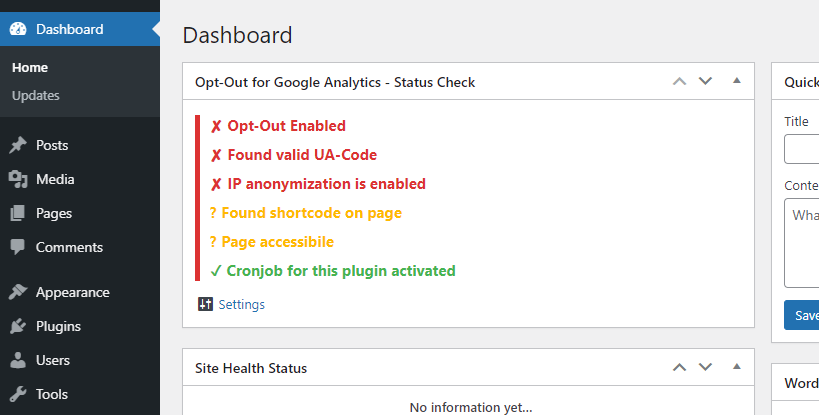 Dashboard
Home
Updates
Posts
Media
Pages
Comments
Appearance
Plugins
Users
Tools
Dashboard
Opt-Out for Google Analytics - Status Check
✗ Opt-Out Enabled
✗ Found valid UA-Code
✗ IP anonymization is enabled
? Found shortcode on page
? Page accessibile
✓ Cronjob for this plugin activated
Settings
Site Health Status
No information yet...
Quick
Title
Conte
Wha
Save
Word